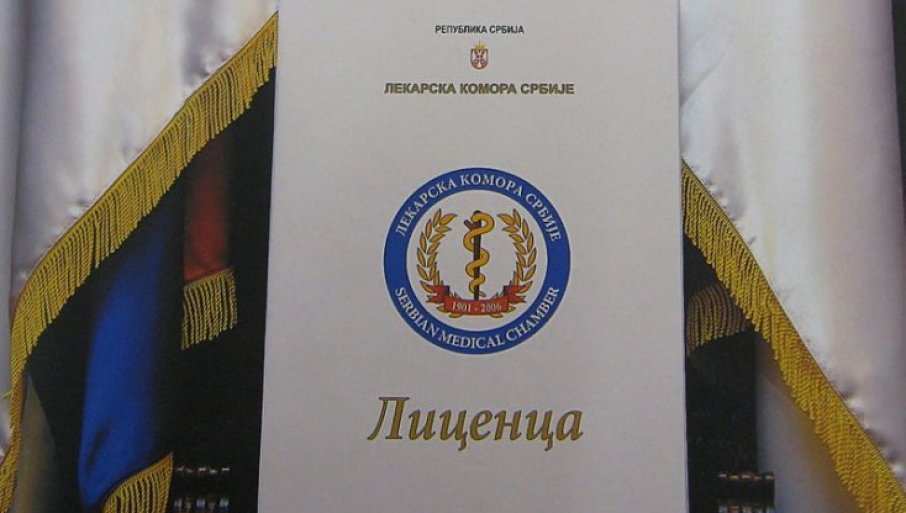 РЕПУБЛИКА СРБИЈА
ЛЕКАРСКА КОМОРА СРБИЈЕ
ЛЕКАРСКА КОМОРА СРБИЈЕ
1901 - 2006
SERBIAN MEDICAL CHAMBER
Лиценца